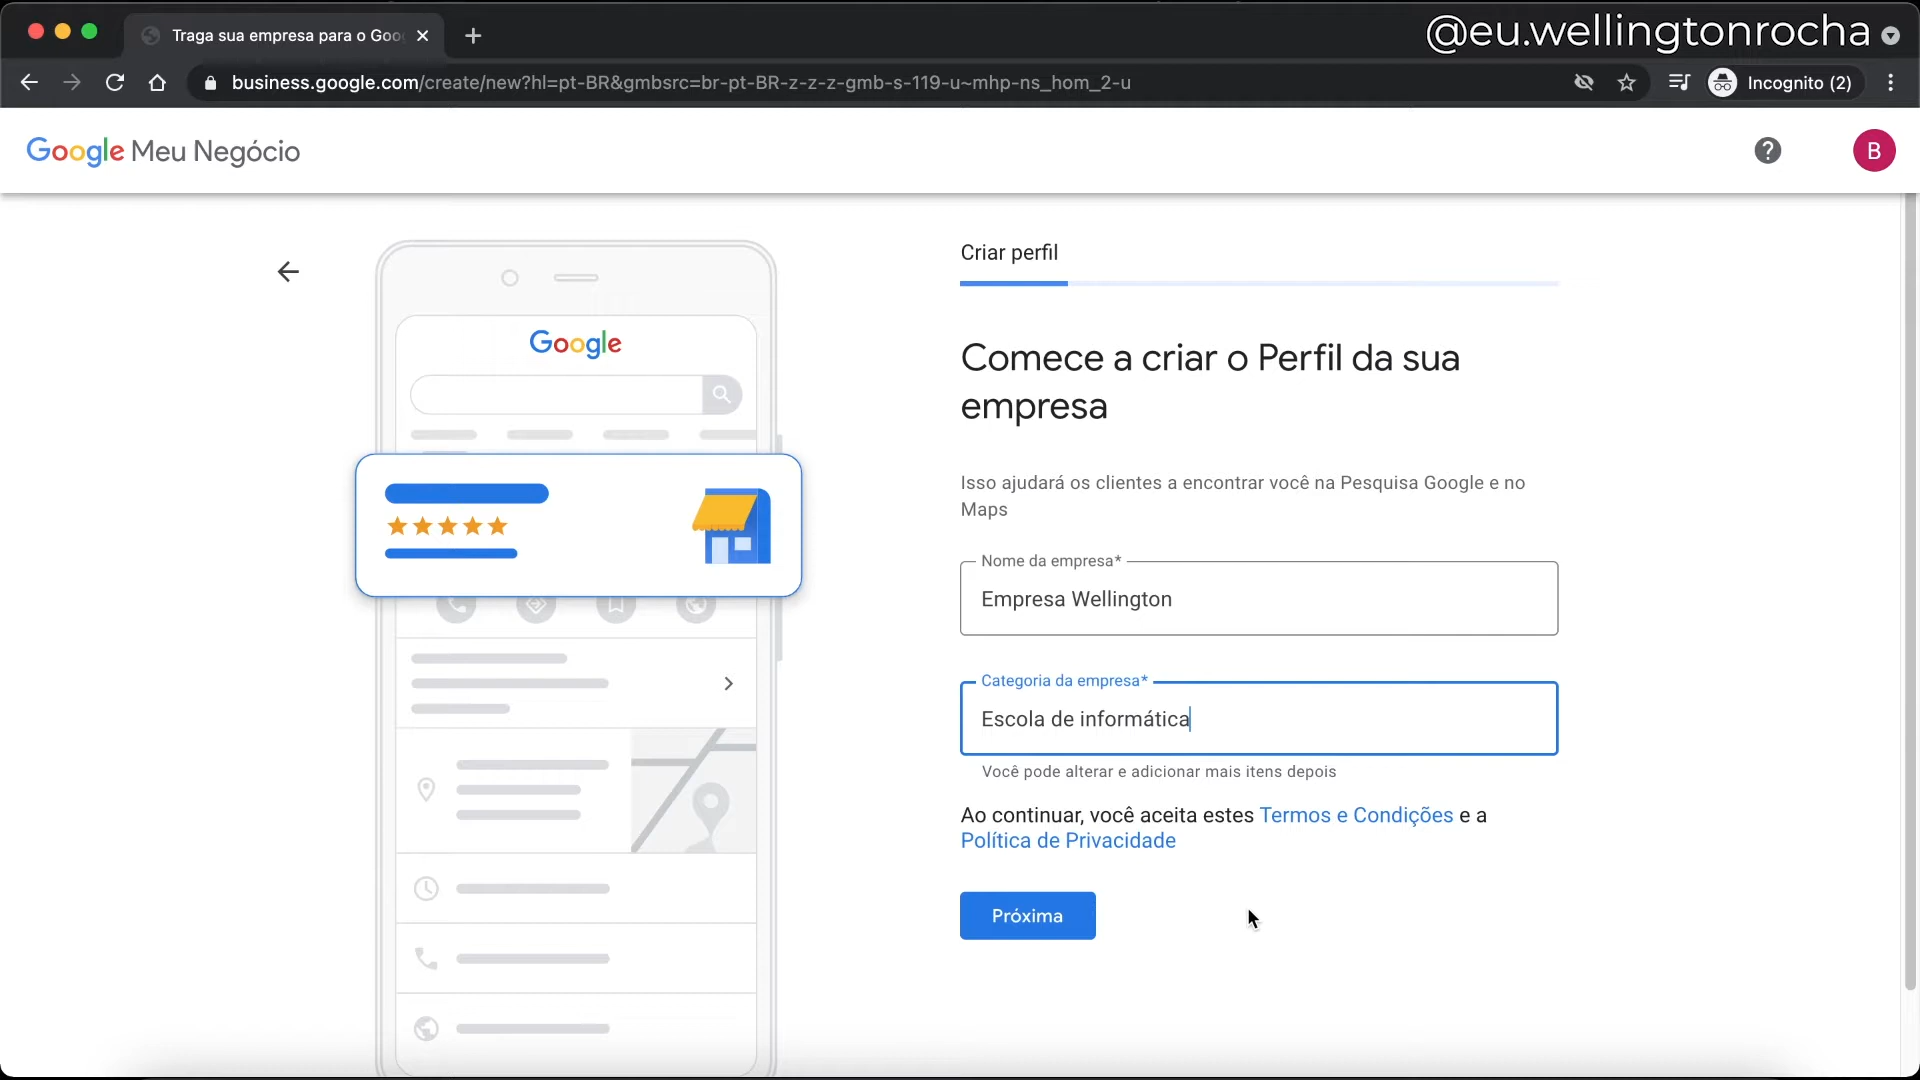 @eu.wellingtonrocha
Traga sua empresa para o Goo
business.google.com/create/new?hl=pt-BR&gmbsrc=br-pt-BR-z-z-z-gmb-s-119-u~mhp-ns_hom_2-u
Incognito (2)
Google Meu Negócio
B
Google
Criar perfil
Comece a criar o Perfil da sua
empresa
Isso ajudará os clientes a encontrar você na Pesquisa Google e no
Maps
Nome da empresa*
Empresa Wellington
Categoria da empresa*
Escola de informática
Você pode alterar e adicionar mais itens depois
Ao continuar, você aceita estes Termos e Condições e a
Política de Privacidade
Próxima